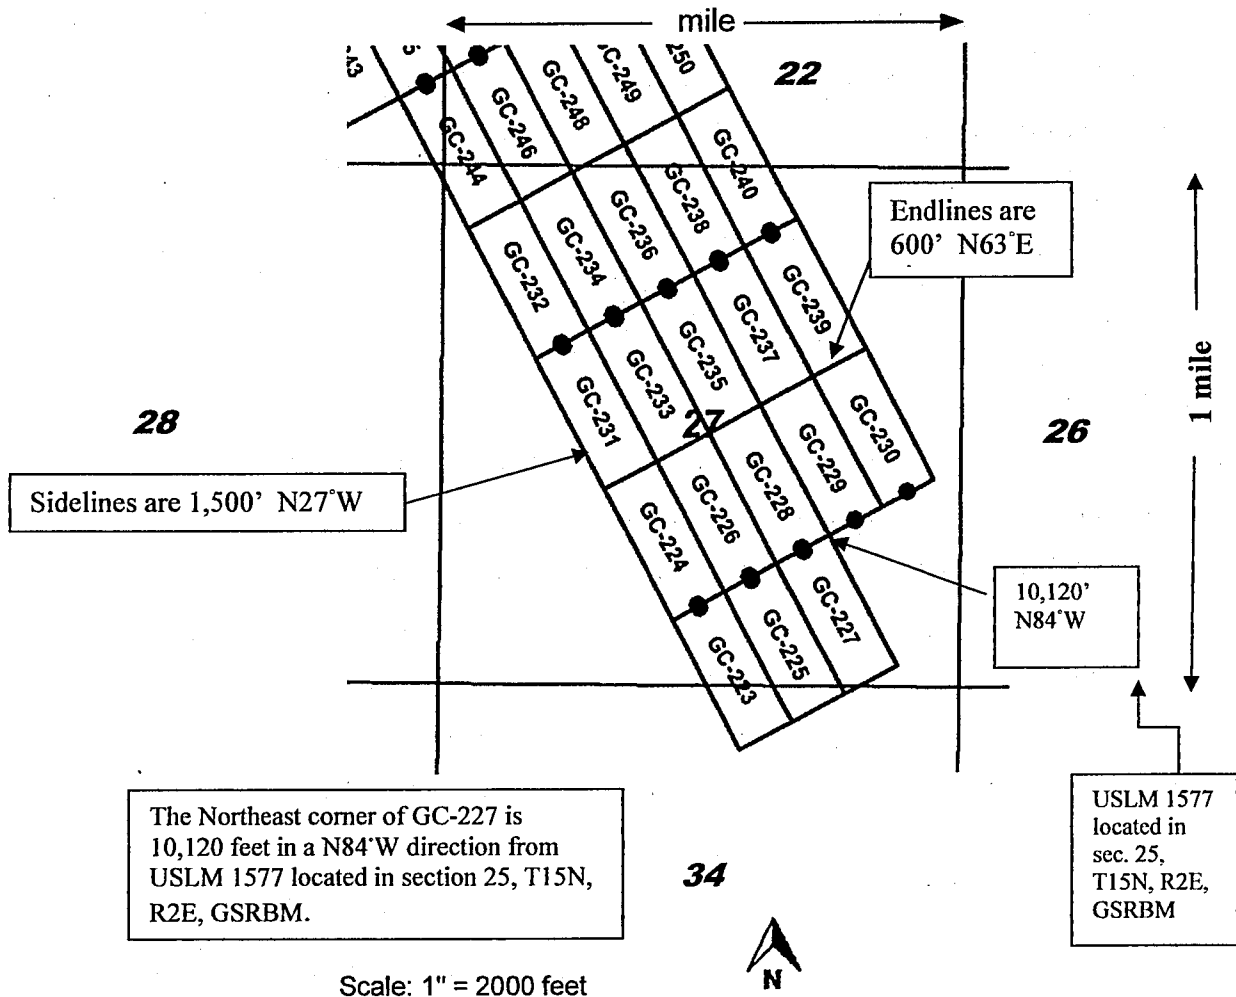 mile
22
GC-250
GC-249
GC-248
GC-246
GC-244
GC-240
GC-238
GC-236
GC-234
GC-232
Endlines are
600' N63°E
GC-239
GC-237
GC-235
GC-233
GC-231
28
27
26
1 mile
GC-230
GC-229
GC-228
GC-226
GC-224
Sidelines are 1,500' N27°W
GC-227
GC-225
GC-223
10,120'
N84°W
USLM 1577
located in
sec. 25,
T15N, R2E,
GSRBM
The Northeast corner of GC-227 is
10,120 feet in a N84°W direction from
USLM 1577 located in section 25, T15N,
R2E, GSRBM.
34
N
Scale: 1" = 2000 feet